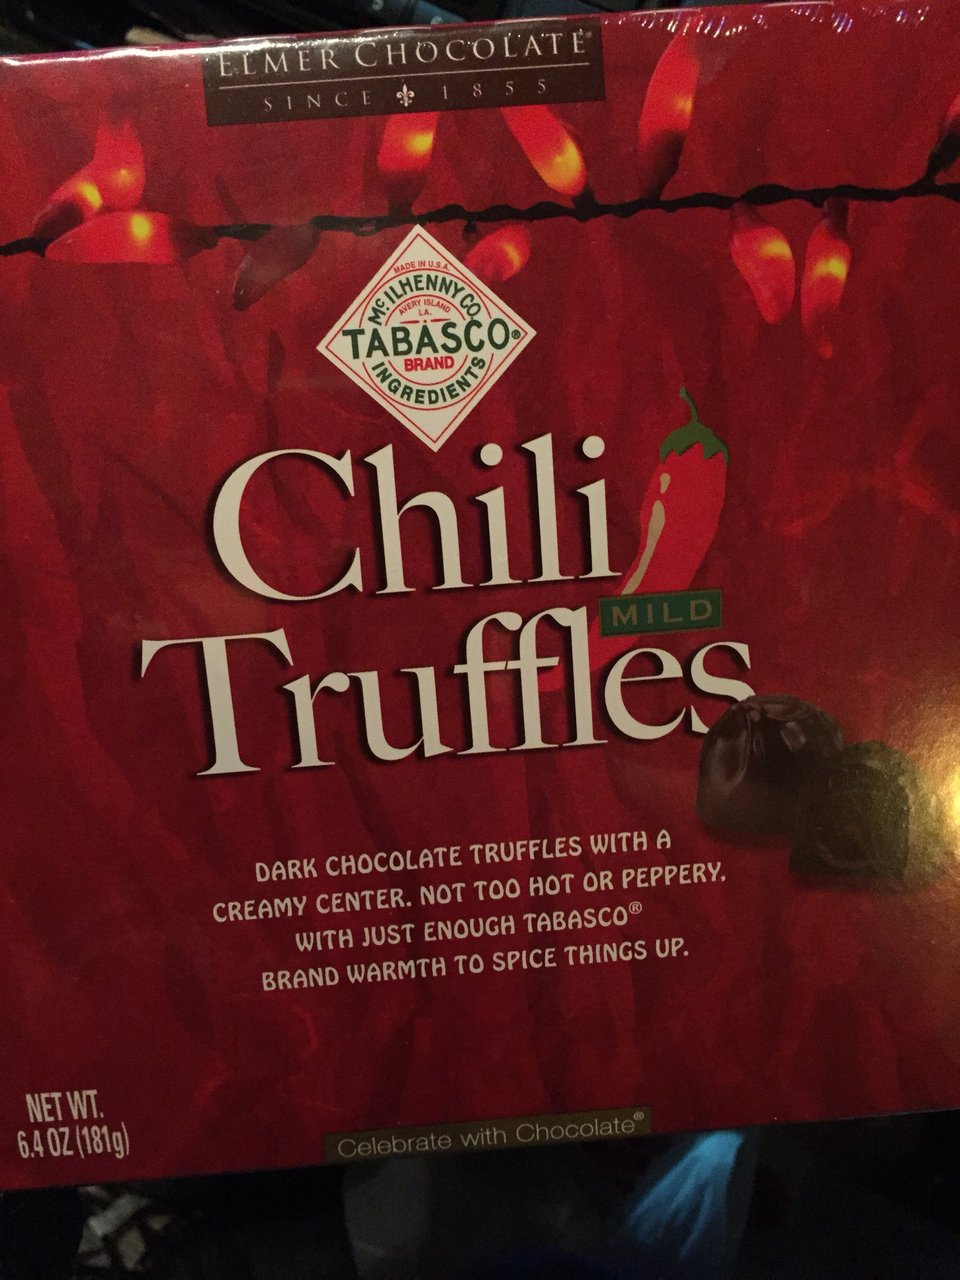 ELMER CHOCOLATE®
SINCE 1855
MADE IN U.S.A.
McILHENNY CO.
AVERY ISLAND
LA.
TABASCO®
BRAND
INGREDIENTS
Chili
MILD
Truffles
DARK CHOCOLATE TRUFFLES WITH A
CREAMY CENTER. NOT TOO HOT OR PEPPERY.
WITH JUST ENOUGH TABASCO®
BRAND WARMTH TO SPICE THINGS UP.
NET WT.
6.4 OZ (181g)
Celebrate with Chocolate®